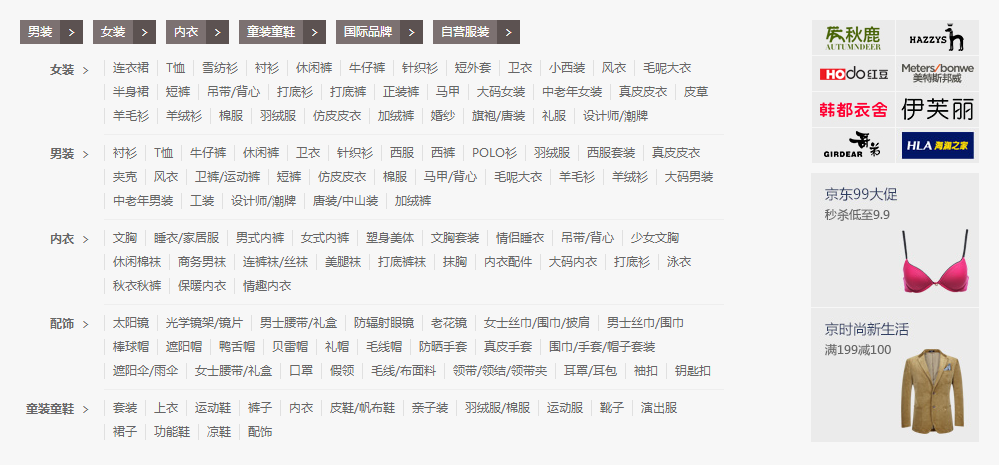 男装 > 女装 > 内衣 > 童装童鞋 > 国际品牌 > 自营服装 >
女装 > 连衣裙 T恤 雪纺衫 衬衫 休闲裤 牛仔裤 针织衫 短外套 卫衣 小西装 风衣 毛呢大衣
半身裙 短裤 吊带/背心 打底衫 打底裤 正装裤 马甲 大码女装 中老年女装 真皮皮衣 皮草
羊毛衫 羊绒衫 棉服 羽绒服 仿皮皮衣 加绒裤 婚纱 旗袍/唐装 礼服 设计师/潮牌
男装 > 衬衫 T恤 牛仔裤 休闲裤 卫衣 针织衫 西服 西裤 POLO衫 羽绒服 西服套装 真皮皮衣
夹克 风衣 卫裤/运动裤 短裤 仿皮皮衣 棉服 马甲/背心 毛呢大衣 羊毛衫 羊绒衫 大码男装
中老年男装 工装 设计师/潮牌 唐装/中山装 加绒裤
内衣 > 文胸 睡衣/家居服 男式内裤 女式内裤 塑身美体 文胸套装 情侣睡衣 吊带/背心 少女文胸
休闲棉袜 商务男袜 连裤袜/丝袜 美腿袜 打底裤袜 抹胸 内衣配件 大码内衣 打底衫 泳衣
秋衣秋裤 保暖内衣 情趣内衣
配饰 > 太阳镜 光学镜架/镜片 男士腰带/礼盒 防辐射眼镜 老花镜 女士丝巾/围巾/披肩 男士丝巾/围巾
棒球帽 遮阳帽 鸭舌帽 贝雷帽 礼帽 毛线帽 防晒手套 真皮手套 围巾/手套/帽子套装
遮阳伞/雨伞 女士腰带/礼盒 口罩 假领 毛线/布面料 领带/领结/领带夹 耳罩/耳包 袖扣 钥匙扣
童装童鞋 > 套装 上衣 运动鞋 裤子 内衣 皮鞋/帆布鞋 亲子装 羽绒服/棉服 运动服 靴子 演出服
裙子 功能鞋 凉鞋 配饰
秋鹿
AUTUMNDEER
HAZZYS
HOdo 红豆
Meters/bonwe
美特斯邦威
韩都衣舍
伊芙丽
哥弟
GIRDEAR
HLA 海澜之家
京东99大促
秒杀低至9.9
京时尚新生活
满199减100